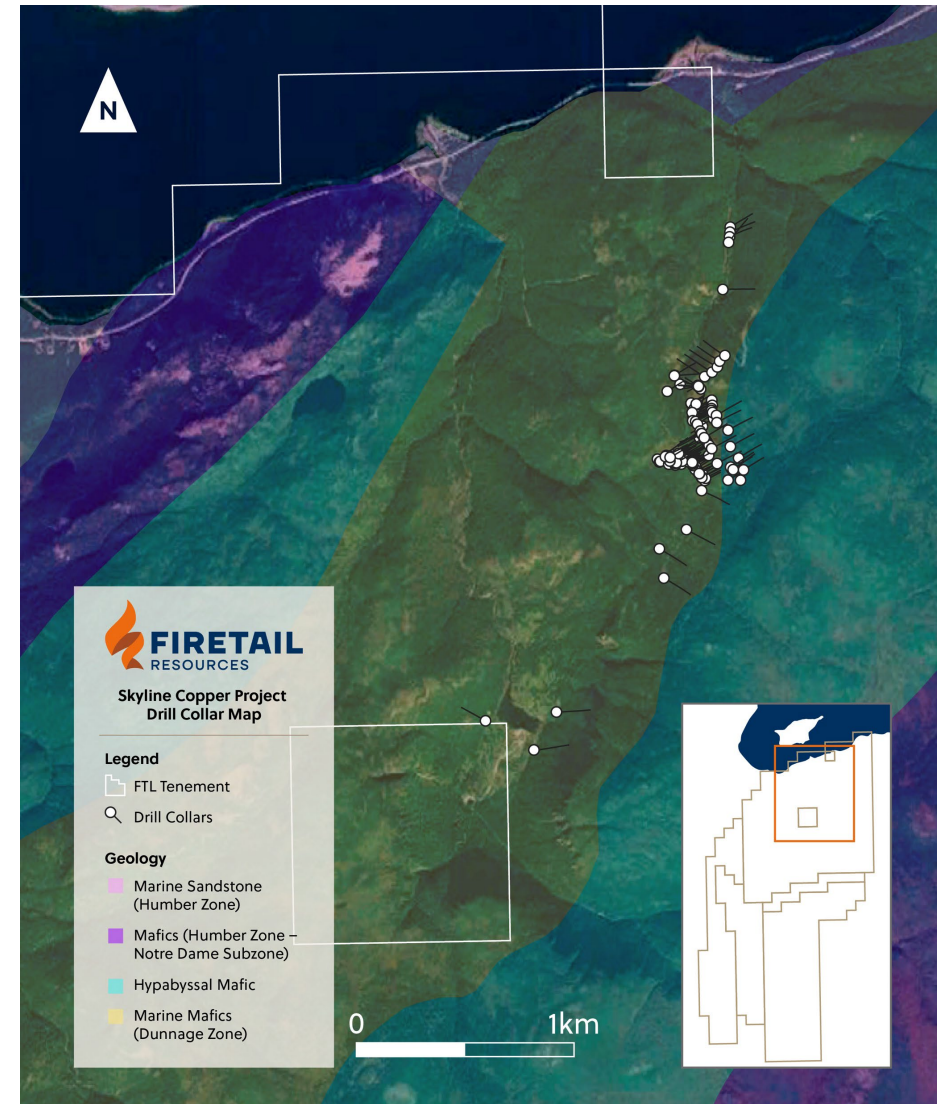 N
FIRETAIL
RESOURCES
Skyline Copper Project
Drill Collar Map
Legend
FTL Tenement
Drill Collars
Geology
Marine Sandstone
(Humber Zone)
Mafics (Humber Zone –
Notre Dame Subzone)
Hypabyssal Mafic
Marine Mafics
(Dunnage Zone)
0 1km